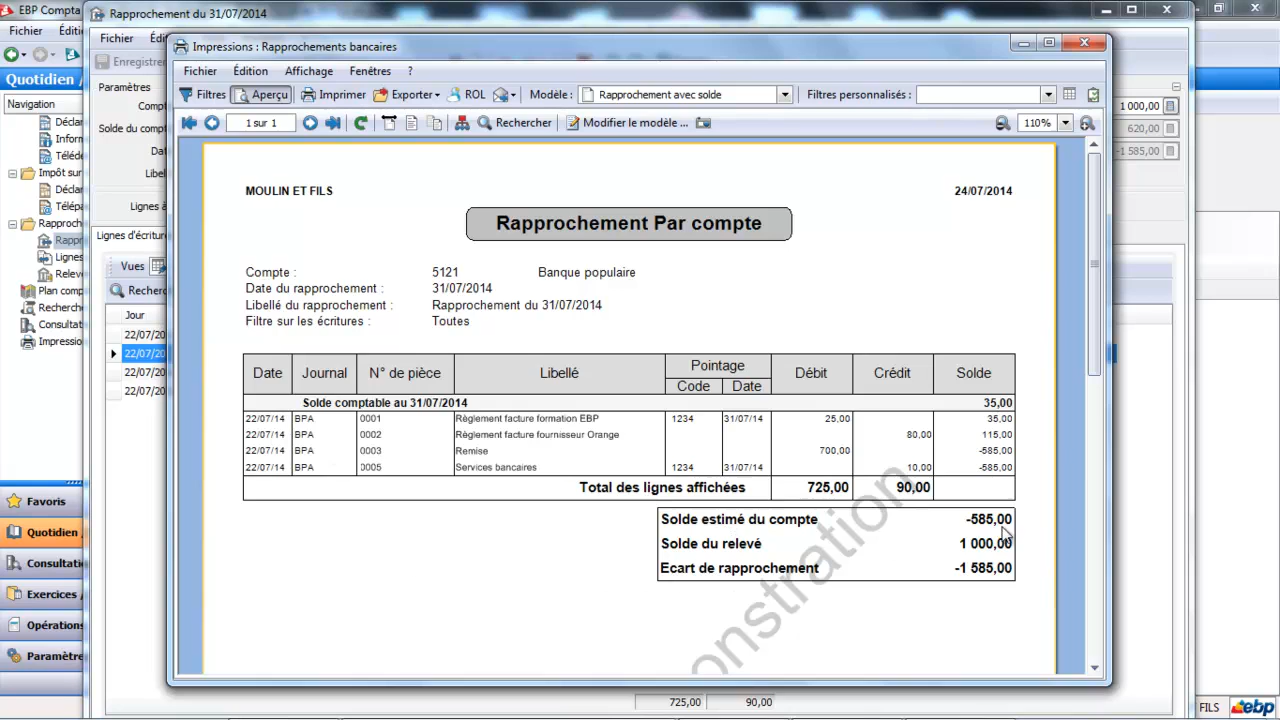 EBP Compta
Rapprochement du 31/07/2014
Fichier
Fichier
Enregistrer
Impressions : Rapprochements bancaires
Fichier Édition Affichage Fenêtres ?
Filtres Aperçu Imprimer Exporter ROL Modèle : Rapprochement avec solde Filtres personnalisés :
1 sur 1 Rechercher Modifier le modèle ... 110%
Quotidien /
Navigation
Rappro
Lignes
Plan comp
Recherche
Consultat
Impressio
Favoris
Quotidien /
Consultati
Exercices /
Opérations
Paramètre
Paramètres
Solde du comp
Lignes d'écriture
Vues
Recher
Jour
22/07/20
22/07/20
22/07/20
22/07/20
1 000,00
620,00
-1 585,00
MOULIN ET FILS 24/07/2014
Rapprochement Par compte
Compte : 5121 Banque populaire
Date du rapprochement : 31/07/2014
Libellé du rapprochement : Rapprochement du 31/07/2014
Filtre sur les écritures : Toutes
Date Journal N° de pièce Libellé Pointage Débit Crédit Solde
Code Date
Solde comptable au 31/07/2014 35,00
22/07/14 BPA 0001 Règlement facture formation EBP 1234 31/07/14 25,00 35,00
22/07/14 BPA 0002 Règlement facture fournisseur Orange 80,00 115,00
22/07/14 BPA 0003 Remise 700,00 -585,00
22/07/14 BPA 0005 Services bancaires 1234 31/07/14 10,00 -585,00
Total des lignes affichées 725,00 90,00
Solde estimé du compte -585,00
Solde du relevé 1 000,00
Ecart de rapprochement -1 585,00
onstration
725,00 90,00
FILS ebp